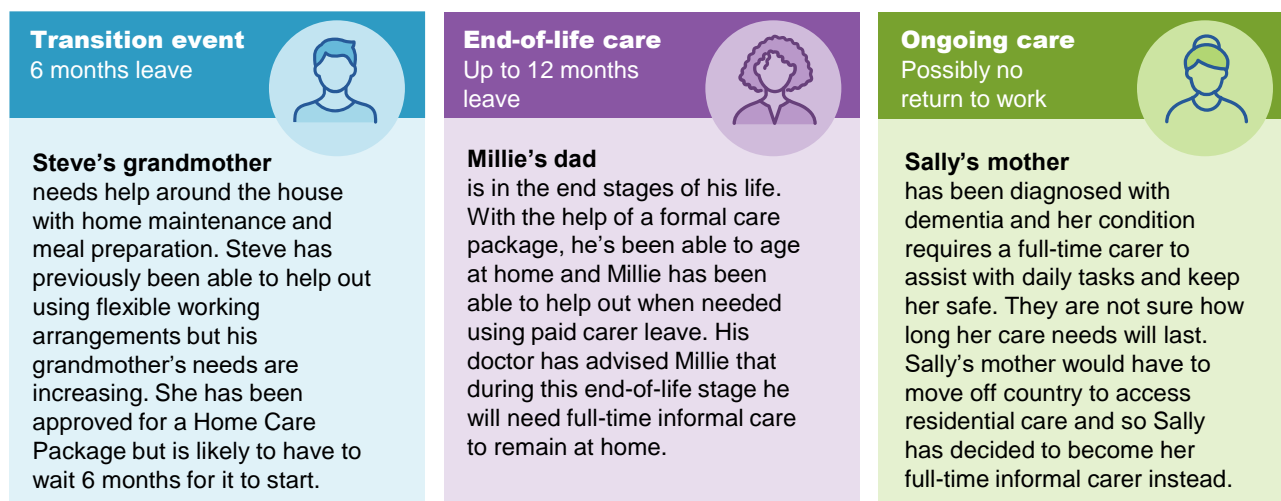 Transition event
6 months leave
Steve’s grandmother
needs help around the house
with home maintenance and
meal preparation. Steve has
previously been able to help out
using flexible working
arrangements but his
grandmother’s needs are
increasing. She has been
approved for a Home Care
Package but is likely to have to
wait 6 months for it to start.
End-of-life care
Up to 12 months
leave
Millie’s dad
is in the end stages of his life.
With the help of a formal care
package, he’s been able to age
at home and Millie has been
able to help out when needed
using paid carer leave. His
doctor has advised Millie that
during this end-of-life stage he
will need full-time informal care
to remain at home.
Ongoing care
Possibly no
return to work
Sally’s mother
has been diagnosed with
dementia and her condition
requires a full-time carer to
assist with daily tasks and keep
her safe. They are not sure how
long her care needs will last.
Sally’s mother would have to
move off country to access
residential care and so Sally
has decided to become her
full-time informal carer instead.